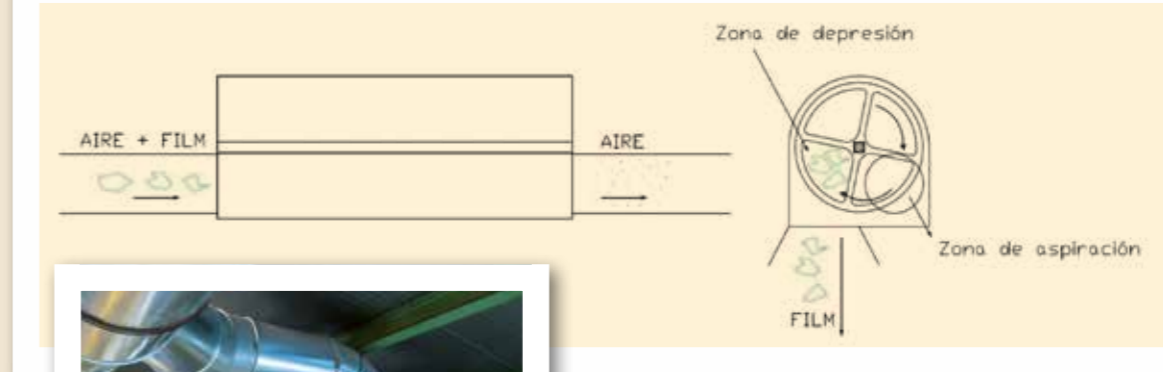 Zona de depresión
AIRE + FILM
AIRE
Zona de aspiración
FILM